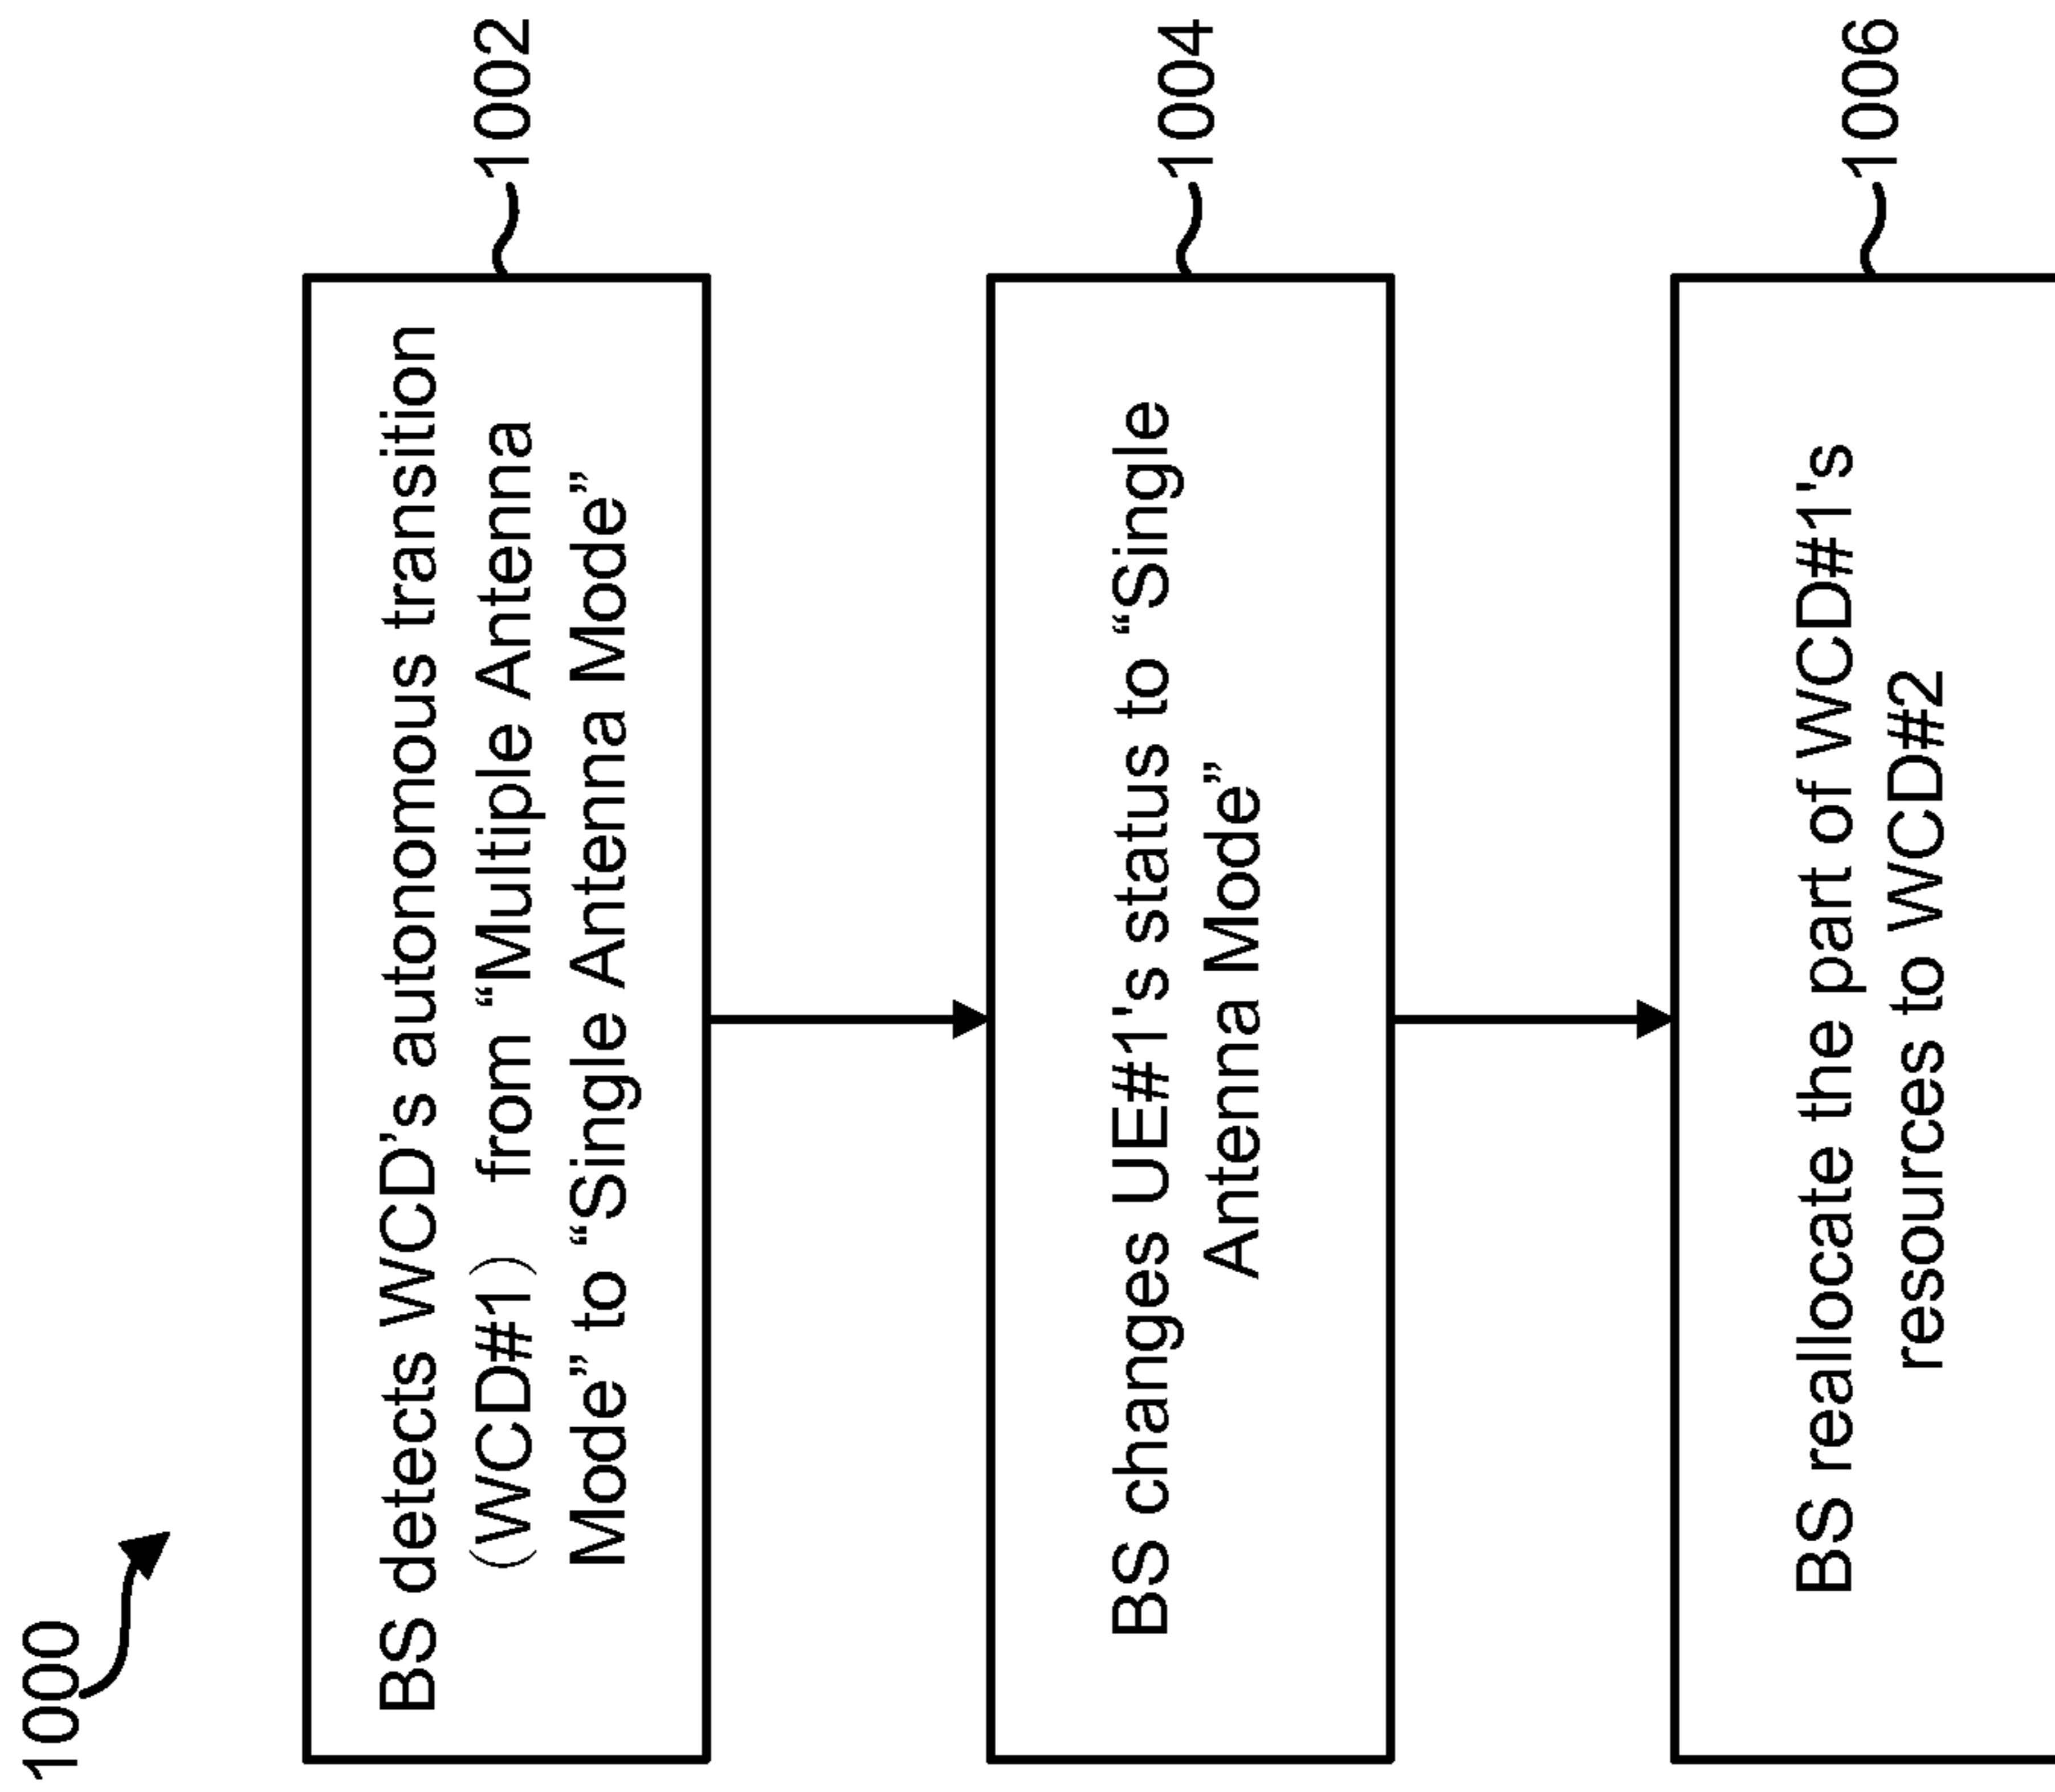 1000
BS detects WCD’s autonomous transition
(WCD#1) from “Multiple Antenna
Mode” to “Single Antenna Mode”
1002
BS changes UE#1's status to “Single
Antenna Mode”
1004
BS reallocate the part of WCD#1's
resources to WCD#2
1006